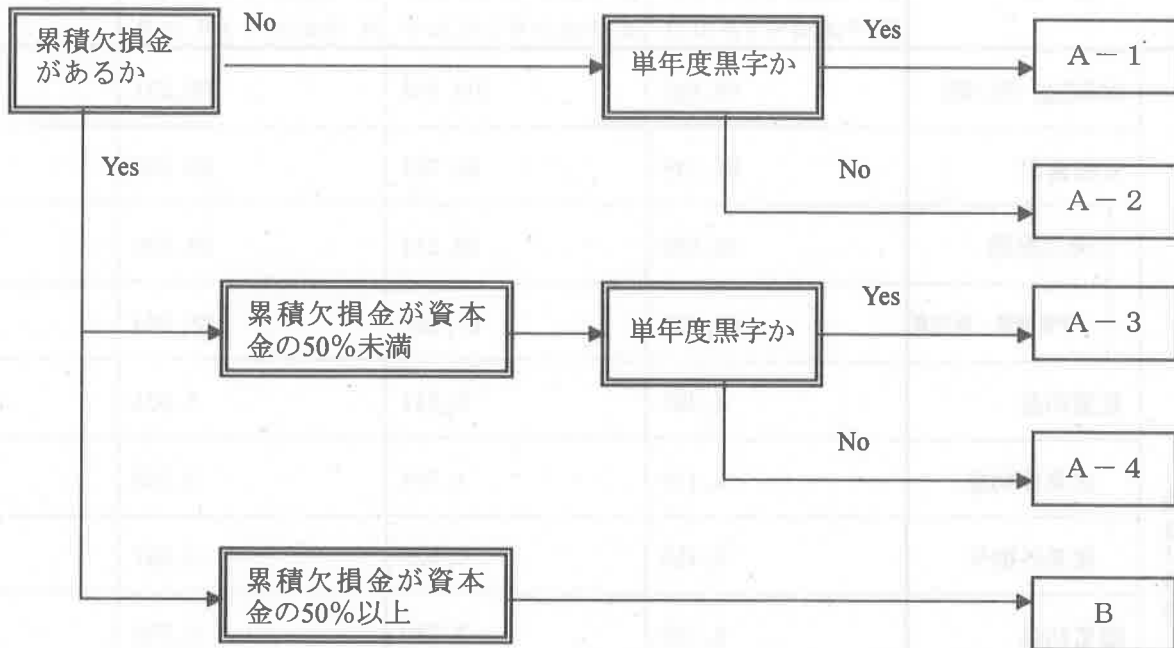 累積欠損金
があるか
No
単年度黒字か
Yes
A-1
Yes
No
A-2
累積欠損金が資本
金の50%未満
単年度黒字か
Yes
A-3
No
A-4
累積欠損金が資本
金の50%以上
B